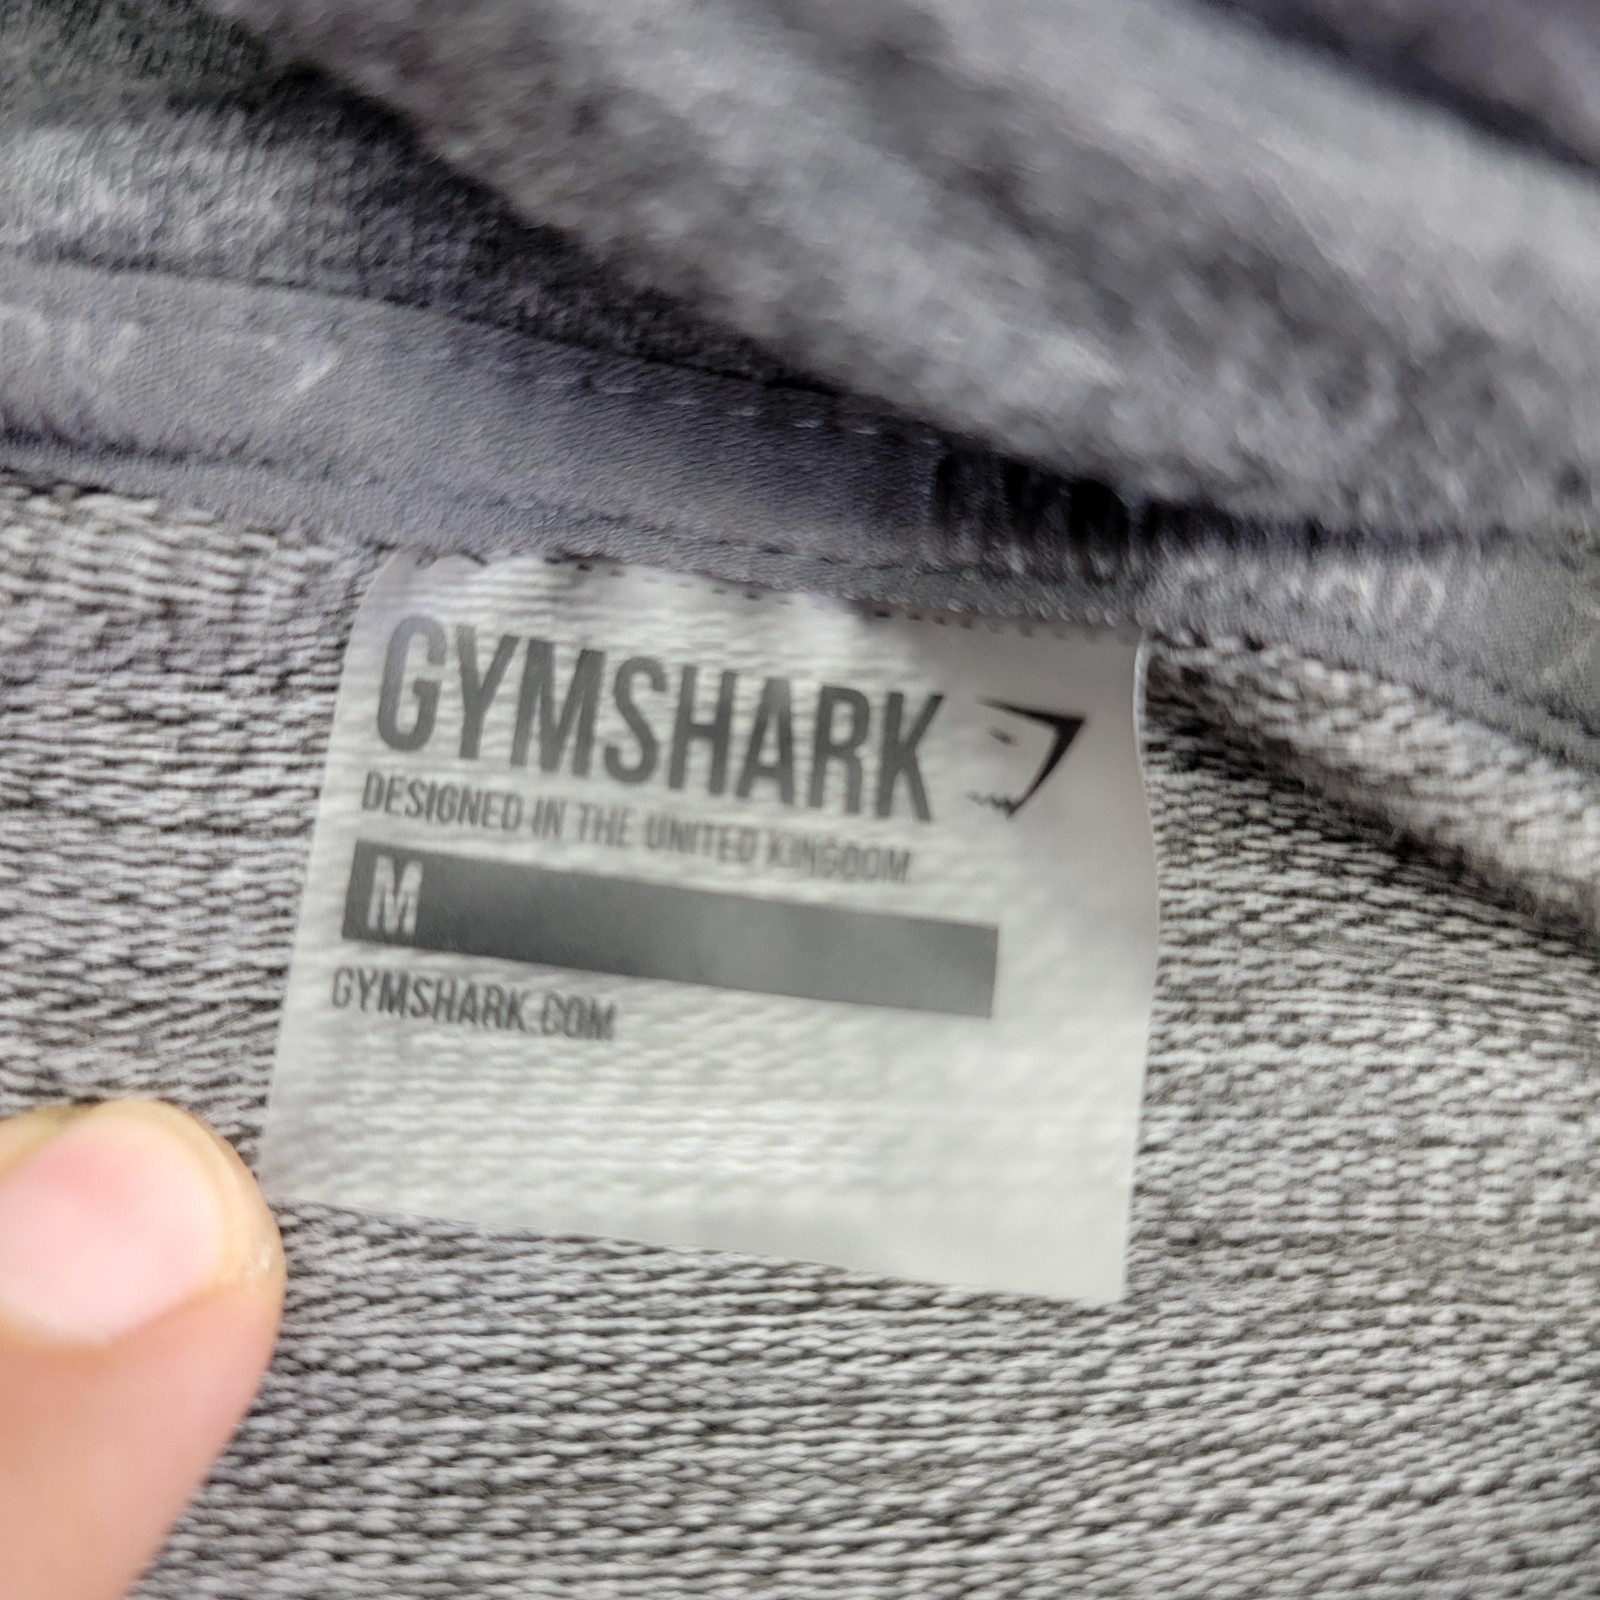 GYMSHARK
DESIGNED IN THE UNITED KINGDOM
M
GYMSHARK.COM